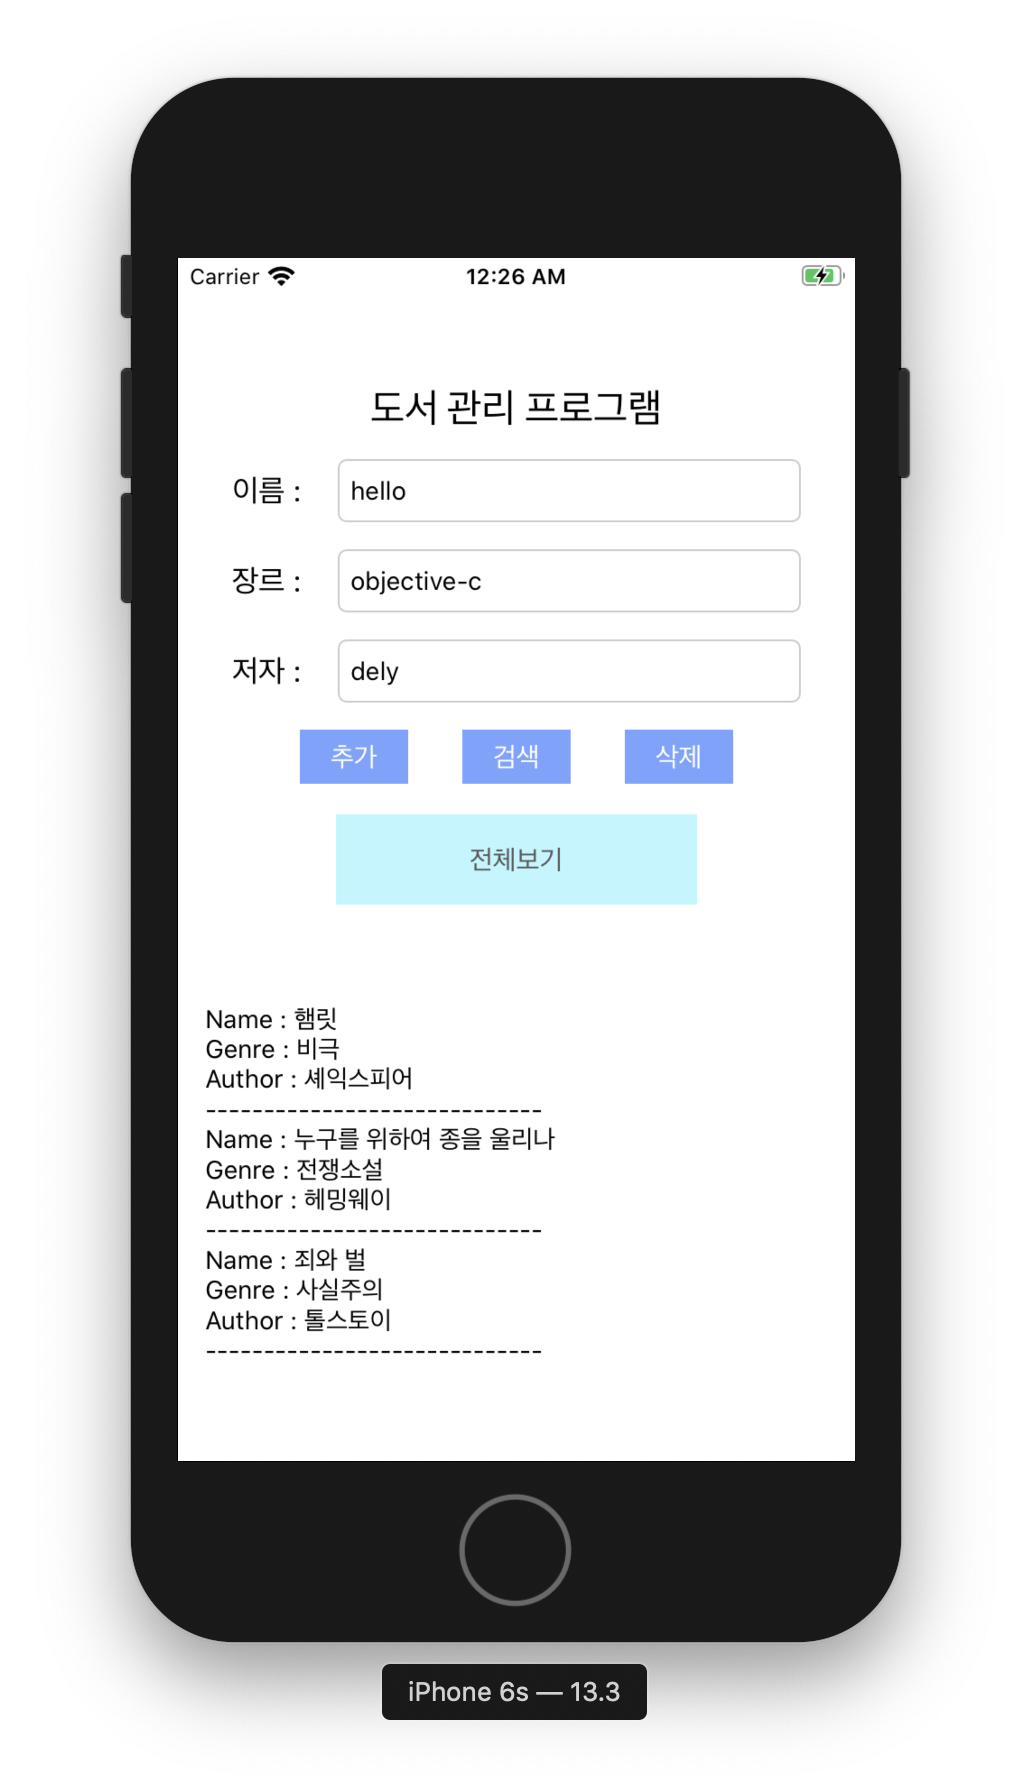 Carrier 12:26 AM
도서 관리 프로그램
이름 : hello
장르 : objective-c
저자 : dely
추가 검색 삭제
전체보기
Name : 햄릿
Genre : 비극
Author : 셰익스피어
-----------------------------
Name : 누구를 위하여 종을 울리나
Genre : 전쟁소설
Author : 헤밍웨이
-----------------------------
Name : 죄와 벌
Genre : 사실주의
Author : 톨스토이
-----------------------------
iPhone 6s — 13.3